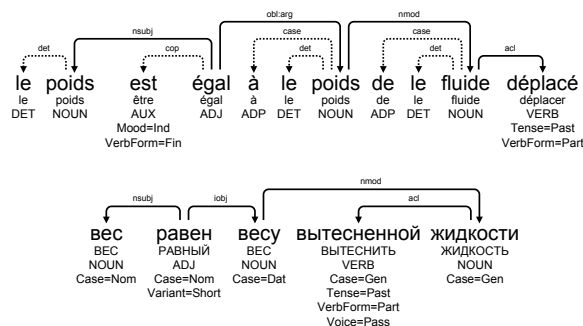 obl:arg nmod
nsubj case case
det cop det det acl
le poids est égal à le poids de le fluide déplacé
le poids être égal à le poids de le fluide déplacer
DET NOUN AUX ADJ ADP DET NOUN ADP DET NOUN VERB
Mood=Ind Tense=Past
VerbForm=Fin VerbForm=Part
nmod
nsubj iobj acl
вес равен весу вытесненной жидкости
ВЕС РАВНЫЙ ВЕС ВЫТЕСНИТЬ ЖИДКОСТЬ
NOUN ADJ NOUN VERB NOUN
Case=Nom Case=Nom Case=Dat Case=Gen Case=Gen
Variant=Short Tense=Past
VerbForm=Part
Voice=Pass